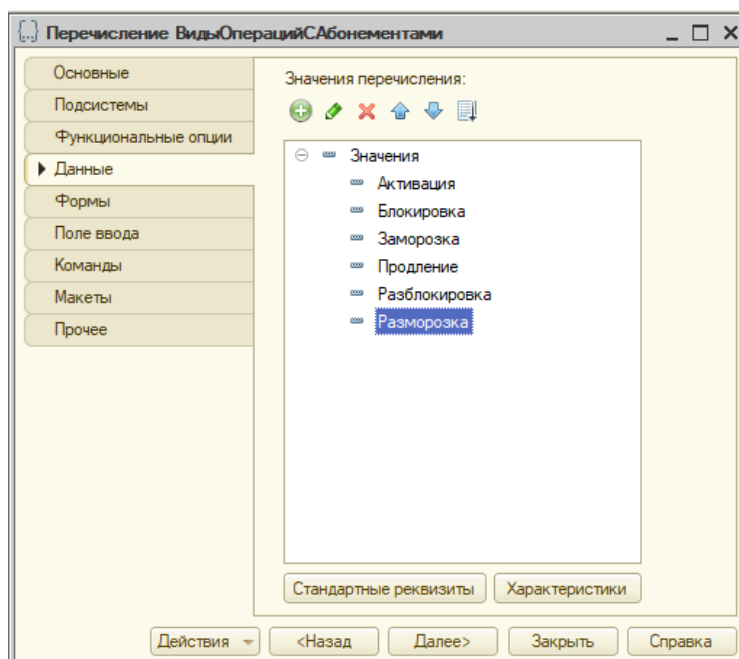 Перечисление ВидыОперацийСАбонементами
Основные
Подсистемы
Функциональные опции
Данные
Формы
Поле ввода
Команды
Макеты
Прочее
Значения перечисления:
Значения
Активация
Блокировка
Заморозка
Продление
Разблокировка
Разморозка
Стандартные реквизиты
Характеристики
Действия
<Назад
Далее>
Закрыть
Справка